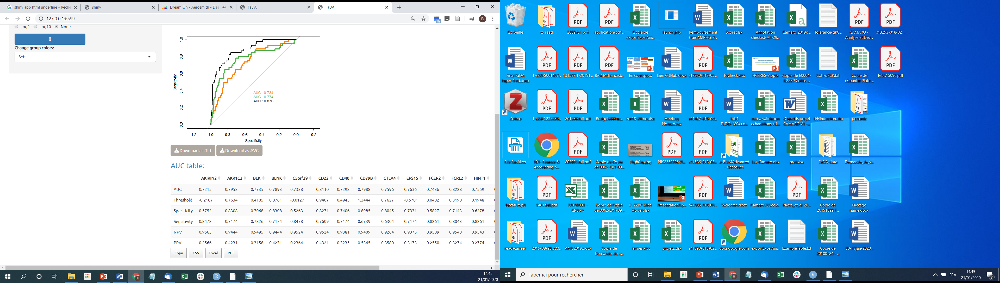 shiny app html underline - Reche
shiny
Dream On - Aerosmith - Dee
FaDA
FaDA
127.0.0.1:6599
4h
R
Log2
Log10
None
!
Change group colors:
Set1
Sensitivity
0.0 0.2 0.4 0.6 0.8 1.0
AUC : 0.734
AUC : 0.774
AUC : 0.876
1.2 1.0 0.8 0.6 0.4 0.2 0.0 -0.2
Specificity
Download as .Tiff
Download as .SVG
AUC table:
AKIRIN2 AKR1C3 BLK BLNK C5orf39 CD22 CD40 CD79B CTLA4 EPS15 FCER2 FCRL2 HINT1
AUC 0.7215 0.7958 0.7735 0.7893 0.7338 0.8110 0.7298 0.7988 0.7596 0.7636 0.7436 0.8228 0.7559
Threshold -0.2107 0.7634 0.4105 0.8761 -0.0127 0.9407 0.4945 1.3444 0.7627 -0.5701 0.0402 0.3190 0.1948
Specificity 0.5752 0.8308 0.7068 0.8308 0.5263 0.8271 0.7406 0.8985 0.8045 0.7331 0.5827 0.7143 0.6278
Sensitivity 0.8478 0.7174 0.7826 0.7174 0.8478 0.7609 0.7174 0.6739 0.6304 0.7174 0.8261 0.8043 0.8261
NPV 0.9563 0.9444 0.9495 0.9444 0.9524 0.9524 0.9381 0.9409 0.9264 0.9375 0.9509 0.9548 0.9543
PPV 0.2566 0.4231 0.3158 0.4231 0.2364 0.4321 0.3235 0.5345 0.3580 0.3173 0.2550 0.3274 0.2774
Copy CSV Excel PDF
14:45
21/01/2020
Corbeille
to read
2069.full.pdf
application-pdf....
Copie de
exportExcelAni...
launch.jnlp
Remboursement
Frais M2RHG_2...
Score.xlsx
Annotation
checked-All-29...
Camaro_2019d...
Tolerance-qPC...
CAMARO -
Analyse et Dev...
s13293-018-02...
Final FaDA
Paper-1-rd.docx
1-s2.0-S001457...
131597.1-20191...
BioMAdvanced...
En cours.pptx
Lien GitHub.docx
s12920-019-05...
ToCheck.xlsx
HCERES-3.pptx
Copie de E0004-
IL22BP Colitis ...
Colt-qPCR.txt
Copie de
nCounter Plate ...
febs.15096.pdf
Zotero
1-s2.0-S235239...
801530.full.pdf
Budget600Pax...
For18-24mo.xlsx
Meeting
Notes.docx
s41467-019-09...
Trib1
ToDO-18Oct.d...
mirna validation
echantillons-rd....
Objectifs projet
CAMARO V1 -...
TFHInduction.xlsx
personlz
File Sanitizer
101- Finance &
Accounting o...
803031.full.pdf
Copie de Copie
de 0062-EXT-09...
HighCap.jpg
PIIS235239641...
s41586-018-03...
u-BioMAdvanced
- Raccourci
Lot-Camaro.xlsx
pret.xlsx
FaDA-data
Demande_de_v...
JurkatFoxp3
1461.full.pdf
20191001 -
CRB.xls
Copie de Copie
de 0062-EXT-09...
IL-22BP Mice
Model.xlsx
Présentation1.p...
s41586-018-03...
Welcome.docx
Camaro12Dec.x...
Racca_et_al-20...
Copie de
20191029 F...
Package
name.docx
read-carreer
2019-08-28_AM...
ANR 2019.docx
Copie de
Demande_de_v...
larmes.xlsx
projets.xlsx
s41590-018-02...
docs.google.com
exportExcelAni...
ExampleTable.txt
Copie de
20180724 - ...
EU-17jan-2020...
Taper ici pour rechercher
FRA
14:45
21/01/2020
7